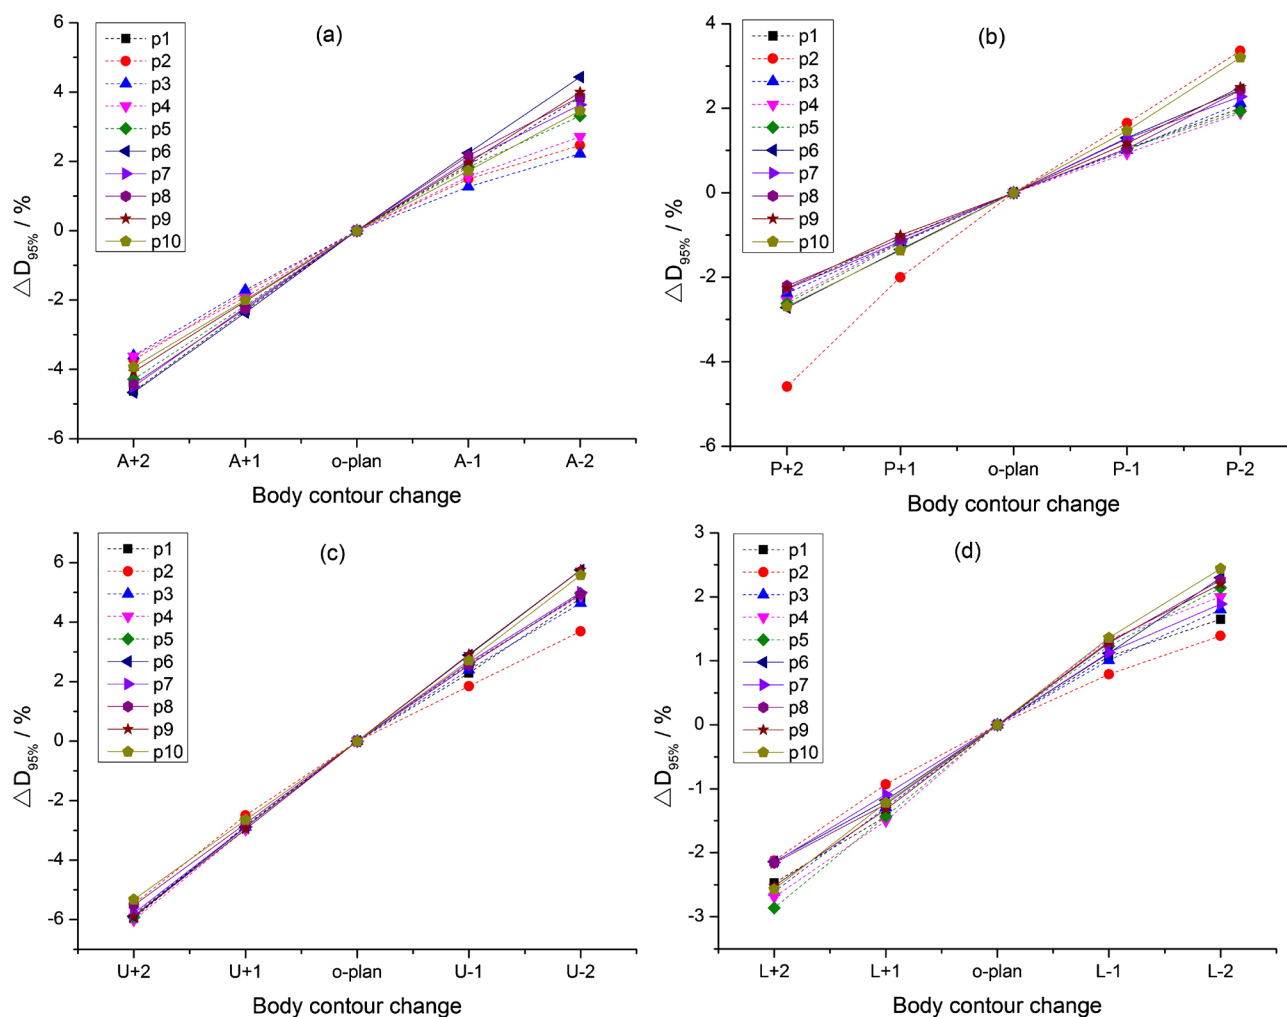 (a)
p1
p2
p3
p4
p5
p6
p7
p8
p9
p10
6
4
2
0
-2
-4
-6
△D95% / %
A+2 A+1 o-plan A-1 A-2
Body contour change
(b)
p1
p2
p3
p4
p5
p6
p7
p8
p9
p10
4
2
0
-2
-4
-6
△D95% / %
P+2 P+1 o-plan P-1 P-2
Body contour change
(c)
p1
p2
p3
p4
p5
p6
p7
p8
p9
p10
6
4
2
0
-2
-4
-6
△D95% / %
U+2 U+1 o-plan U-1 U-2
Body contour change
(d)
p1
p2
p3
p4
p5
p6
p7
p8
p9
p10
3
2
1
0
-1
-2
-3
△D95% / %
L+2 L+1 o-plan L-1 L-2
Body contour change